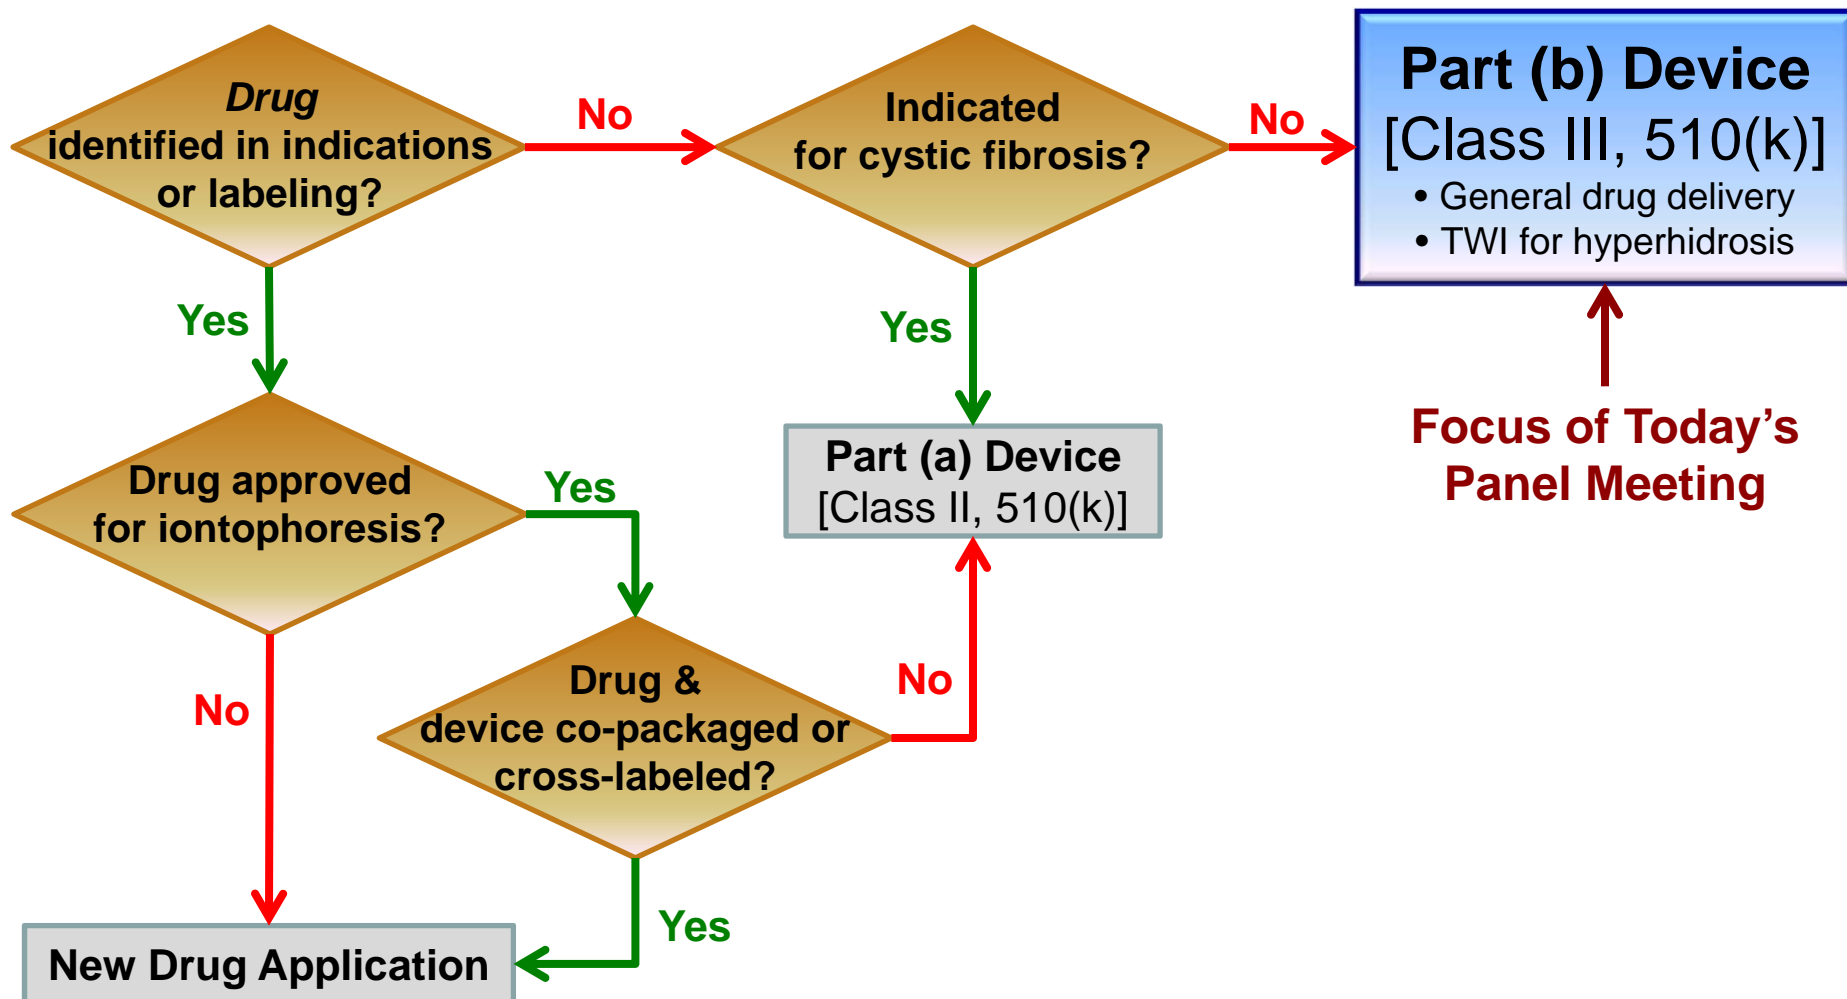 Drug
identified in indications
or labeling?
No
Indicated
for cystic fibrosis?
No
Part (b) Device
[Class III, 510(k)]
• General drug delivery
• TWI for hyperhidrosis
Yes
Yes
Focus of Today’s
Panel Meeting
Drug approved
for iontophoresis?
Yes
Part (a) Device
[Class II, 510(k)]
No
Drug &
device co-packaged or
cross-labeled?
No
Yes
New Drug Application